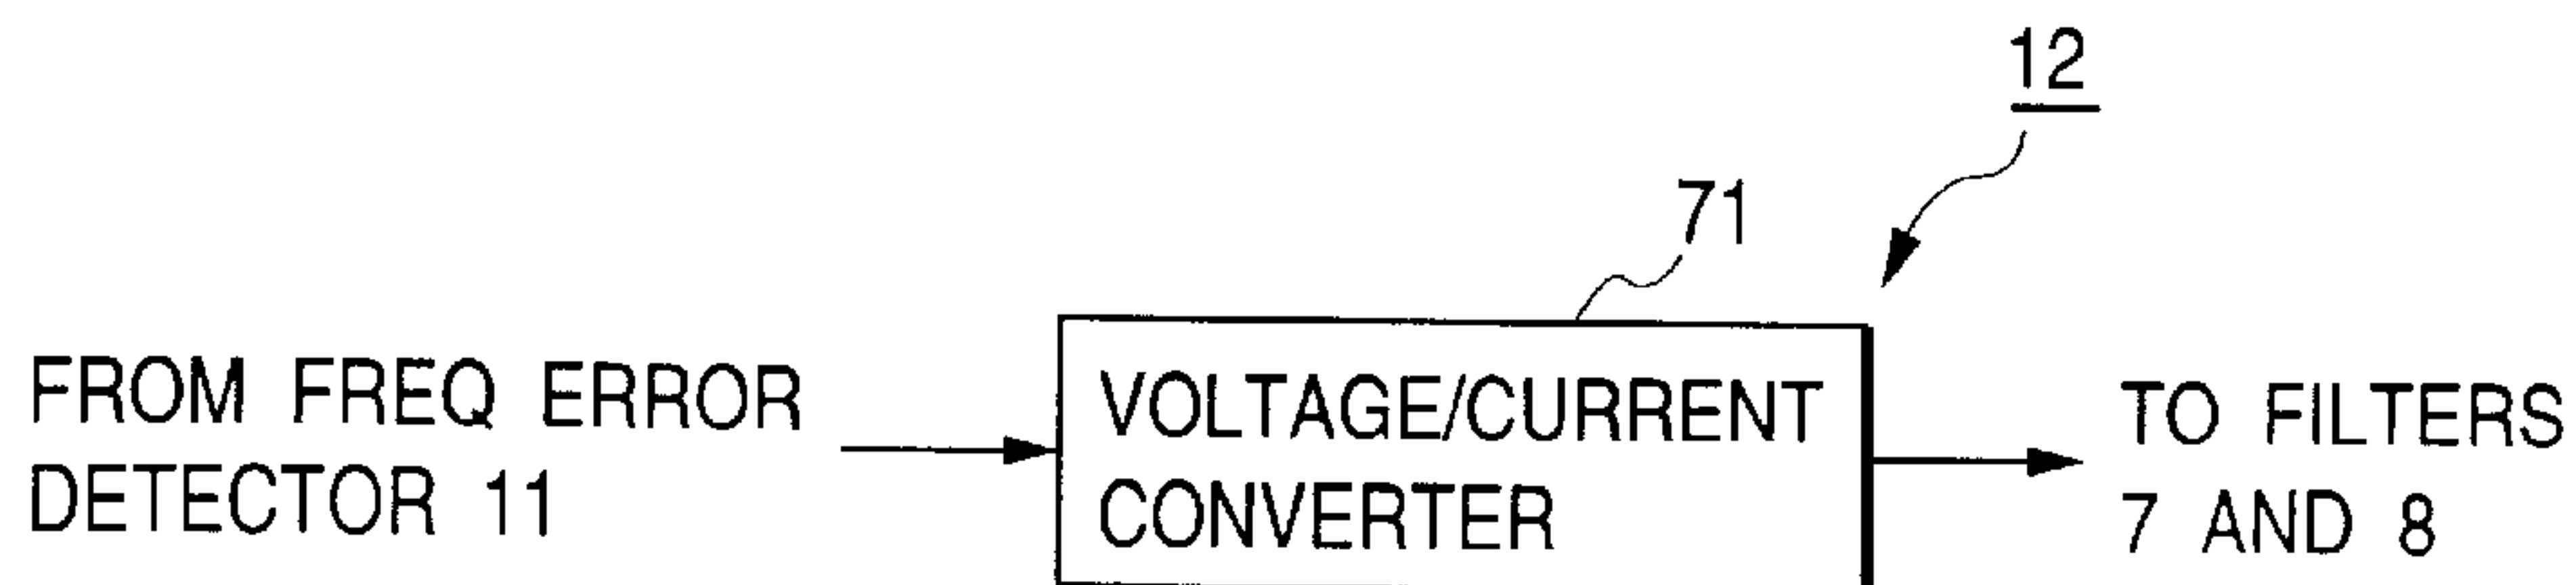 12
71
FROM FREQ ERROR
DETECTOR 11
VOLTAGE/CURRENT
CONVERTER
TO FILTERS
7 AND 8